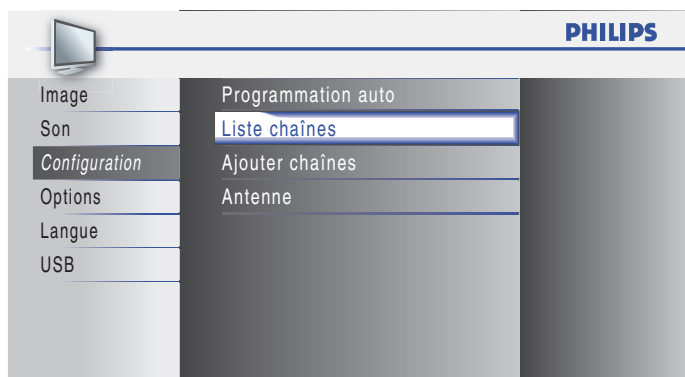 PHILIPS
Image
Son
Configuration
Options
Langue
USB
Programmation auto
Liste chaînes
Ajouter chaînes
Antenne